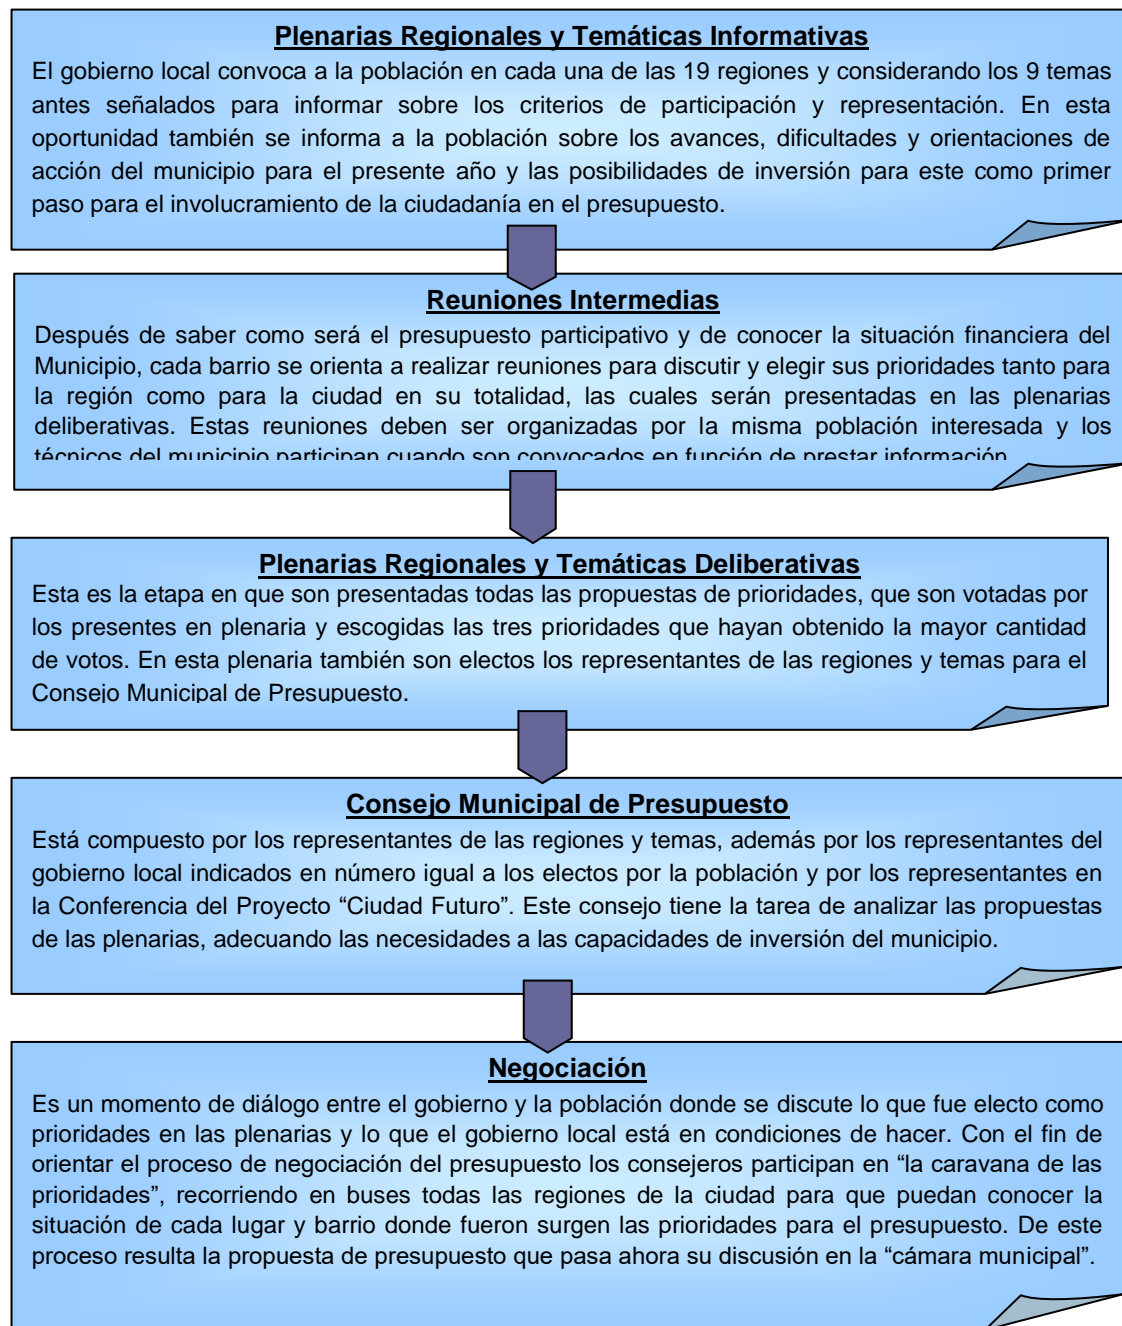 Plenarias Regionales y Temáticas Informativas
El gobierno local convoca a la población en cada una de las 19 regiones y considerando los 9 temas
antes señalados para informar sobre los criterios de participación y representación. En esta
oportunidad también se informa a la población sobre los avances, dificultades y orientaciones de
acción del municipio para el presente año y las posibilidades de inversión para este como primer
paso para el involucramiento de la ciudadanía en el presupuesto.
Reuniones Intermedias
Después de saber como será el presupuesto participativo y de conocer la situación financiera del
Municipio, cada barrio se orienta a realizar reuniones para discutir y elegir sus prioridades tanto para
la región como para la ciudad en su totalidad, las cuales serán presentadas en las plenarias
deliberativas. Estas reuniones deben ser organizadas por la misma población interesada y los
técnicos del municipio participan cuando son convocados en función de prestar información
Plenarias Regionales y Temáticas Deliberativas
Esta es la etapa en que son presentadas todas las propuestas de prioridades, que son votadas por
los presentes en plenaria y escogidas las tres prioridades que hayan obtenido la mayor cantidad
de votos. En esta plenaria también son electos los representantes de las regiones y temas para el
Consejo Municipal de Presupuesto.
Consejo Municipal de Presupuesto
Está compuesto por los representantes de las regiones y temas, además por los representantes del
gobierno local indicados en número igual a los electos por la población y por los representantes en
la Conferencia del Proyecto “Ciudad Futuro”. Este consejo tiene la tarea de analizar las propuestas
de las plenarias, adecuando las necesidades a las capacidades de inversión del municipio.
Negociación
Es un momento de diálogo entre el gobierno y la población donde se discute lo que fue electo como
prioridades en las plenarias y lo que el gobierno local está en condiciones de hacer. Con el fin de
orientar el proceso de negociación del presupuesto los consejeros participan en “la caravana de las
prioridades”, recorriendo en buses todas las regiones de la ciudad para que puedan conocer la
situación de cada lugar y barrio donde fueron surgen las prioridades para el presupuesto. De este
proceso resulta la propuesta de presupuesto que pasa ahora su discusión en la “cámara municipal”.